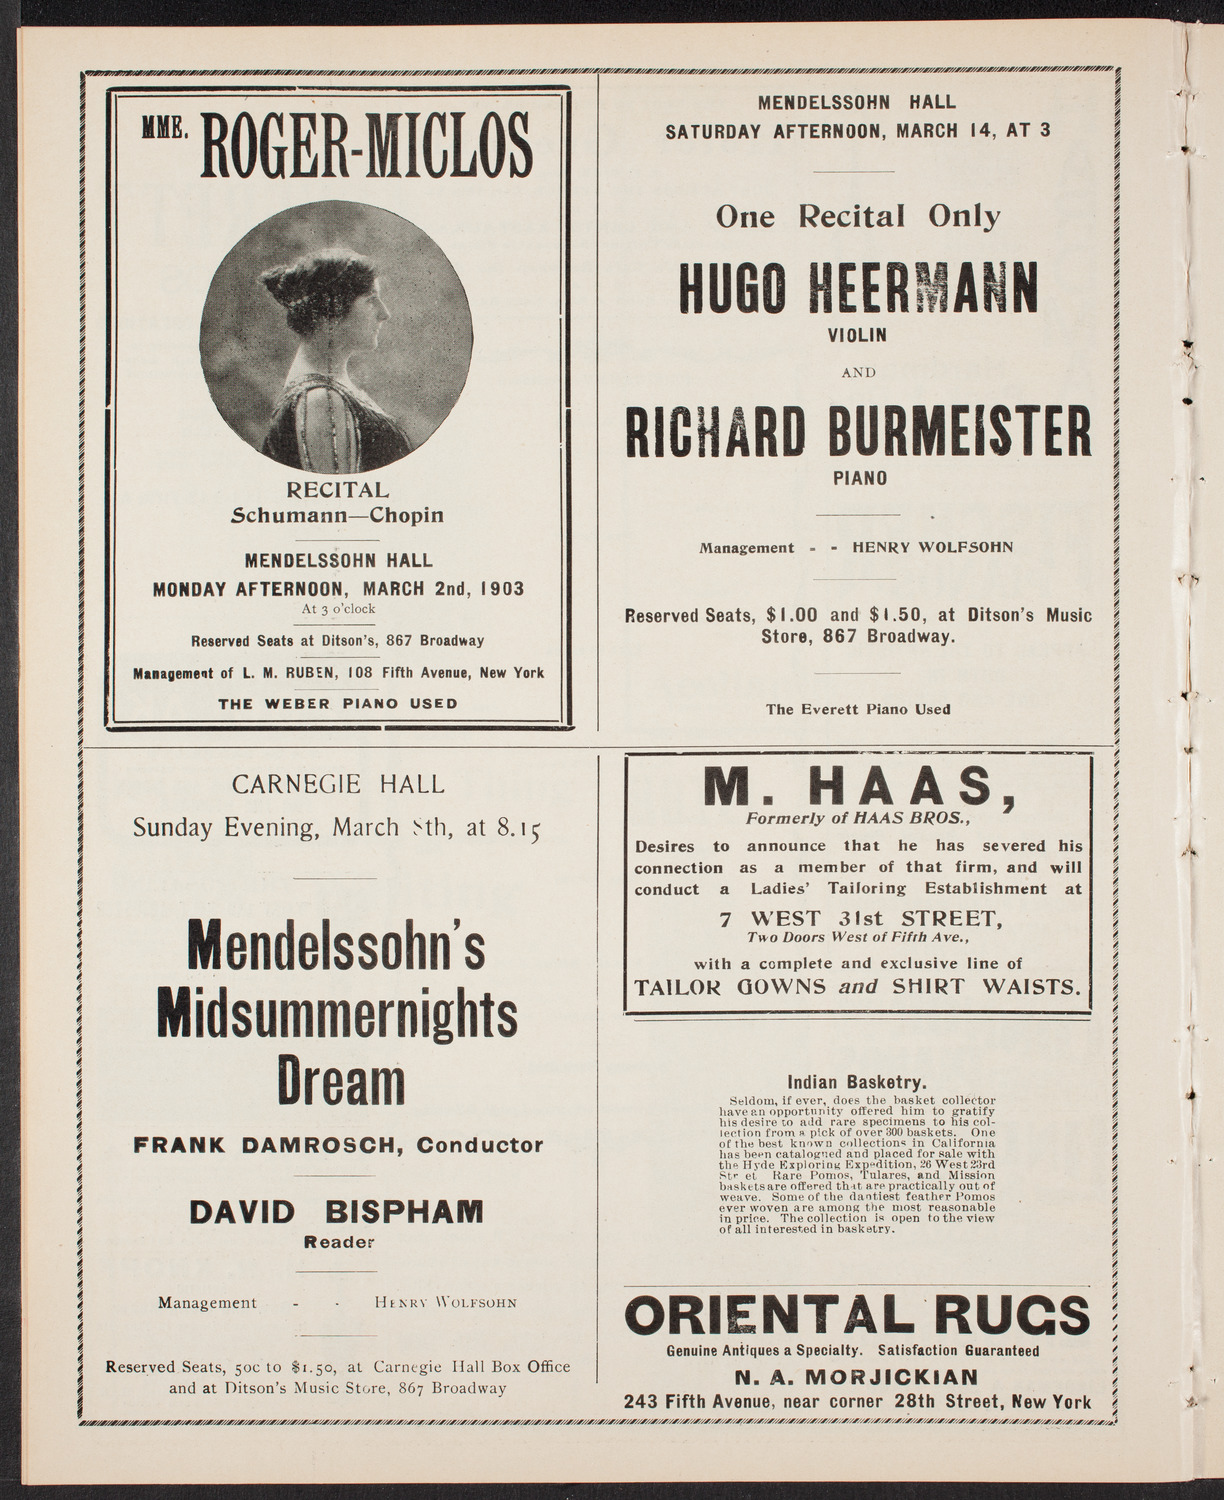 MME. ROGER-MICLOS
RECITAL
Schumann—Chopin
MENDELSSOHN HALL
MONDAY AFTERNOON, MARCH 2nd, 1903
At 3 o'clock
Reserved Seats at Ditson's, 867 Broadway
Management of L. M. RUBEN, 108 Fifth Avenue, New York
THE WEBER PIANO USED
MENDELSSOHN HALL
SATURDAY AFTERNOON, MARCH 14, AT 3
One Recital Only
HUGO HEERMANN
VIOLIN
AND
RICHARD BURMEISTER
PIANO
Management - - HENRY WOLFSOHN
Reserved Seats, $1.00 and $1.50, at Ditson's Music
Store, 867 Broadway.
The Everett Piano Used
CARNEGIE HALL
Sunday Evening, March 8th, at 8.15
Mendelssohn's
Midsummernights
Dream
FRANK DAMROSCH, Conductor
DAVID BISPHAM
Reader
Management - - HENRY WOLFSOHN
Reserved Seats, 50c to $1.50, at Carnegie Hall Box Office
and at Ditson's Music Store, 867 Broadway
M. HAAS,
Formerly of HAAS BROS.,
Desires to announce that he has severed his
connection as a member of that firm, and will
conduct a Ladies' Tailoring Establishment at
7 WEST 31st STREET,
Two Doors West of Fifth Ave.,
with a complete and exclusive line of
TAILOR GOWNS and SHIRT WAISTS.
Indian Basketry.
Seldom, if ever, does the basket collector
have an opportunity offered him to gratify
his desire to add rare specimens to his col-
lection from a pick of over 300 baskets. One
of the best known collections in California
has been catalogued and placed for sale with
the Hyde Exploring Expedition, 26 West 23rd
Str et Rare Pomos, Tulares, and Mission
baskets are offered that are practically out of
weave. Some of the dantiest feather Pomos
ever woven are among the most reasonable
in price. The collection is open to the view
of all interested in basketry.
ORIENTAL RUGS
Genuine Antiques a Specialty. Satisfaction Guaranteed
N. A. MORJICKIAN
243 Fifth Avenue, near corner 28th Street, New York